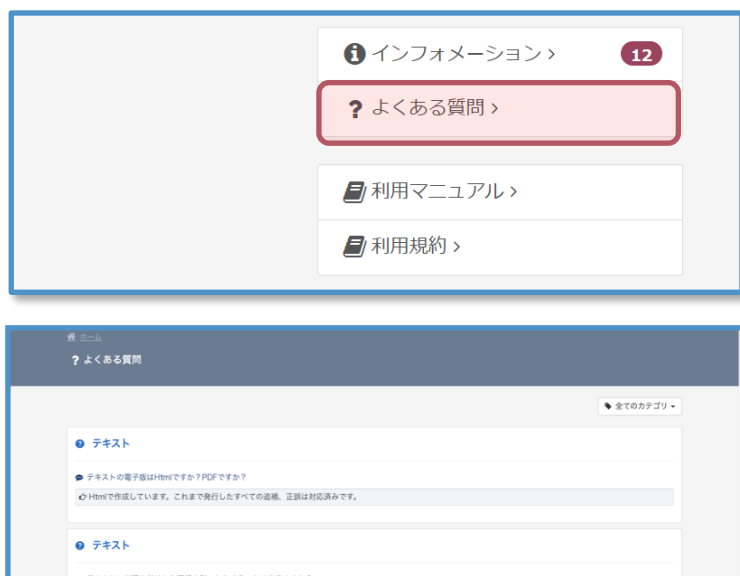 インフォメーション 12
よくある質問
利用マニュアル
利用規約
ホーム
? よくある質問
全てのカテゴリ
テキスト
テキストの電子版はHtmlですか？PDFですか？
Htmlで作成しています。これまで発行したすべての追補、正誤は対応済みです。
テキスト